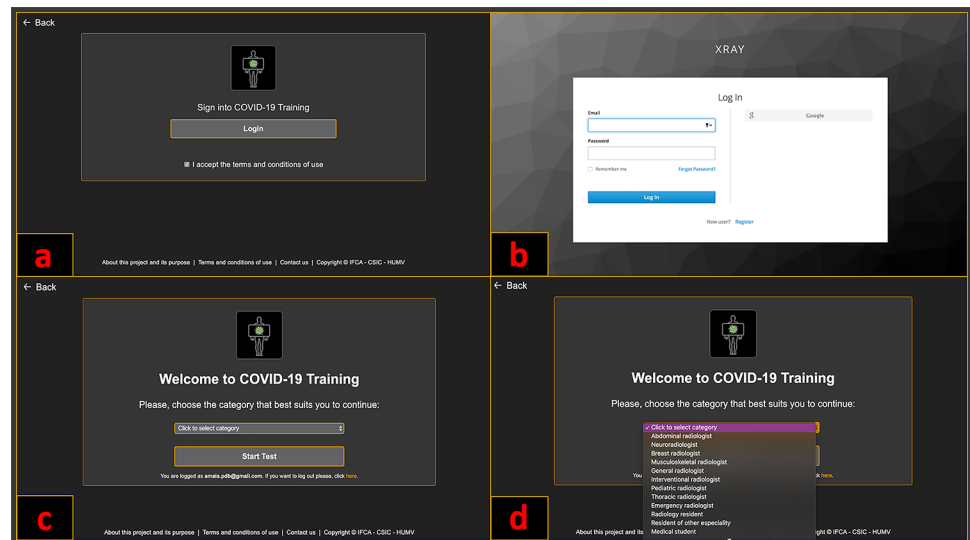 ← Back
Sign into COVID-19 Training
Login
I accept the terms and conditions of use
a
About this project and its purpose | Terms and conditions of use | Contact us | Copyright © IFCA - CSIC - HUMV
XRAY
Log In
Email
Password
Remember me Forgot Password?
Log In
Google
New user? Register
b
← Back
Welcome to COVID-19 Training
Please, choose the category that best suits you to continue:
Click to select category
Start Test
You are logged as amala.pdb@gmail.com. If you want to log out please, click here.
c
About this project and its purpose | Terms and conditions of use | Contact us | Copyright © IFCA - CSIC - HUMV
← Back
Welcome to COVID-19 Training
Please, choose the category that best suits you to continue:
✓ Click to select category
Abdominal radiologist
Neuroradiologist
Breast radiologist
Musculoskeletal radiologist
General radiologist
Interventional radiologist
Pediatric radiologist
Thoracic radiologist
Emergency radiologist
Radiology resident
Resident of other especiality
Medical student
You
k here.
d
About this project and its
ight © IFCA - CSIC - HUMV